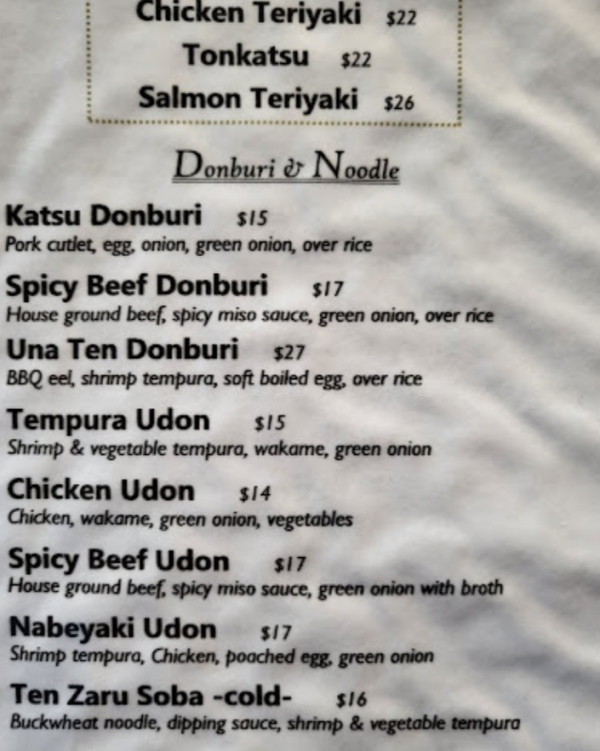 Chicken Teriyaki $22
Tonkatsu $22
Salmon Teriyaki $26
Donburi & Noodle
Katsu Donburi $15
Pork cutlet, egg, onion, green onion, over rice
Spicy Beef Donburi $17
House ground beef, spicy miso sauce, green onion, over rice
Una Ten Donburi $27
BBQ eel, shrimp tempura, soft boiled egg, over rice
Tempura Udon $15
Shrimp & vegetable tempura, wakame, green onion
Chicken Udon $14
Chicken, wakame, green onion, vegetables
Spicy Beef Udon $17
House ground beef, spicy miso sauce, green onion with broth
Nabeyaki Udon $17
Shrimp tempura, Chicken, poached egg, green onion
Ten Zaru Soba -cold- $16
Buckwheat noodle, dipping sauce, shrimp & vegetable tempura